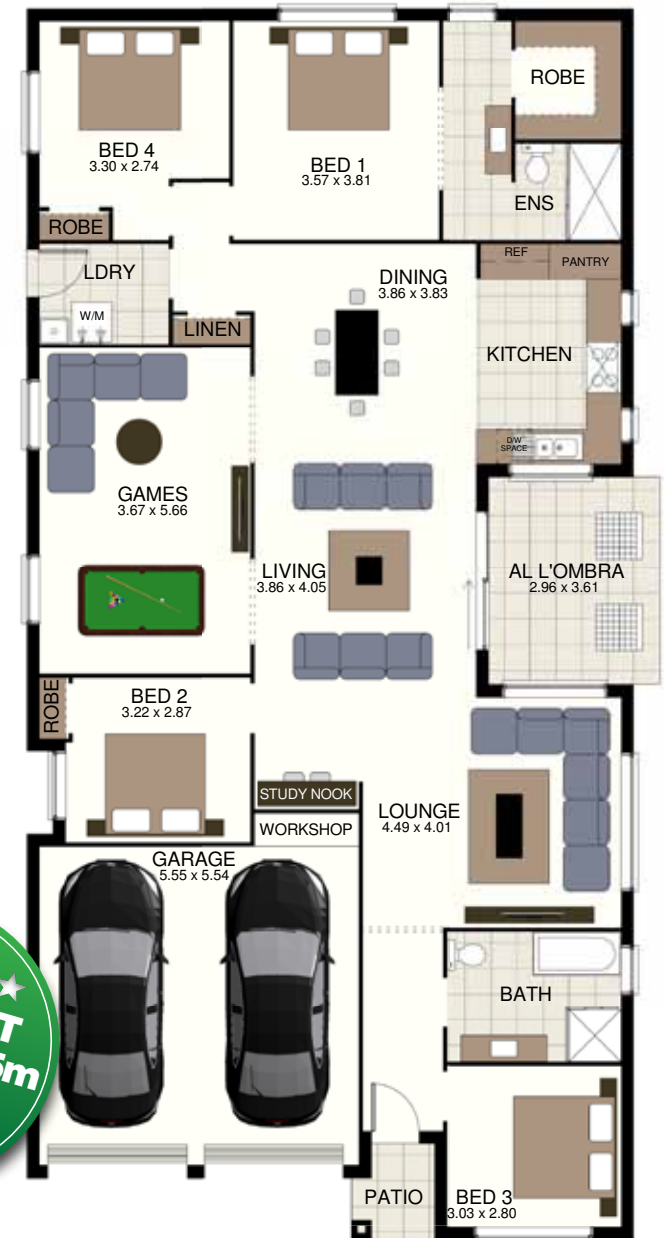 ROBE
BED 4
3.30 x 2.74
BED 1
3.57 x 3.81
ENS
ROBE
LDRY
W/M
LINEN
DINING
3.86 x 3.83
REF
PANTRY
KITCHEN
D/W
SPACE
GAMES
3.67 x 5.66
LIVING
3.86 x 4.05
AL L'OMBRA
2.96 x 3.61
ROBE
BED 2
3.22 x 2.87
STUDY NOOK
WORKSHOP
LOUNGE
4.49 x 4.01
GARAGE
5.55 x 5.54
BATH
PATIO
BED 3
3.03 x 2.80